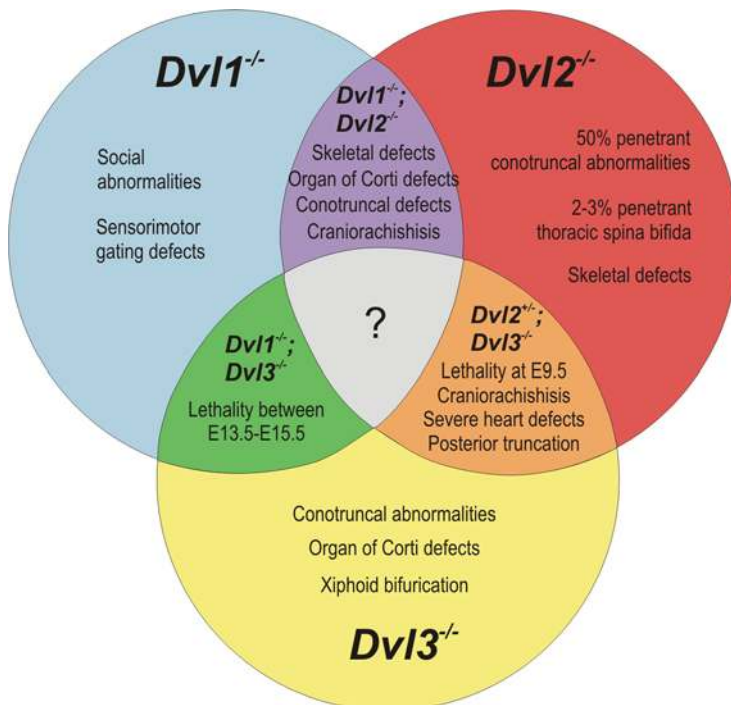 Dvl1-/-
Dvl2-/-
Dvl1-/-;
Dvl2-/-
Skeletal defects
Organ of Corti defects
Conotruncal defects
Craniorachishisis
Social
abnormalities
Sensorimotor
gating defects
50% penetrant
conotruncal abnormalities
2-3% penetrant
thoracic spina bifida
Skeletal defects
?
Dvl1-/-;
Dvl3-/-
Lethality between
E13.5-E15.5
Dvl2+/-;
Dvl3-/-
Lethality at E9.5
Craniorachishisis
Severe heart defects
Posterior truncation
Conotruncal abnormalities
Organ of Corti defects
Xiphoid bifurication
Dvl3-/-